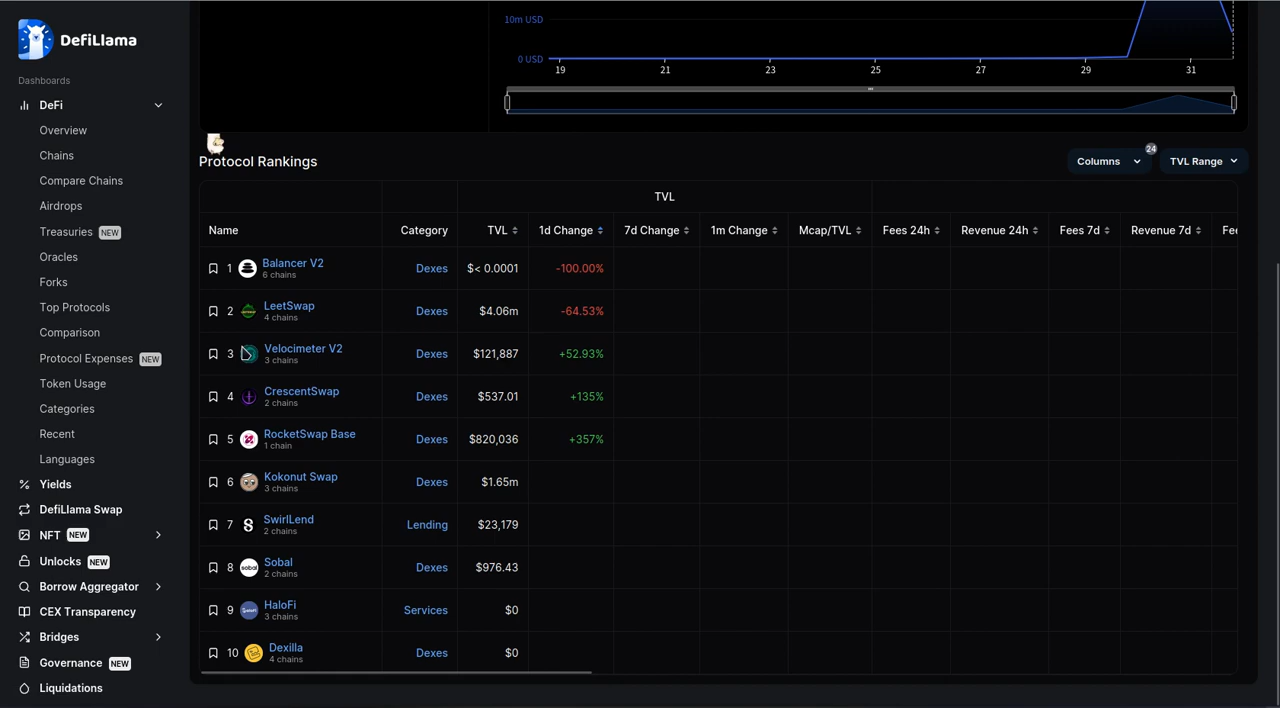 DefiLlama
Dashboards
DeFi
Overview
Chains
Compare Chains
Airdrops
Treasuries NEW
Oracles
Forks
Top Protocols
Comparison
Protocol Expenses NEW
Token Usage
Categories
Recent
Languages
Yields
DefiLlama Swap
NFT NEW
Unlocks NEW
Borrow Aggregator
CEX Transparency
Bridges
Governance NEW
Liquidations
10m USD
0 USD
19 21 23 25 27 29 31
Protocol Rankings
Columns 24 TVL Range
TVL
Name Category TVL 1d Change 7d Change 1m Change Mcap/TVL Fees 24h Revenue 24h Fees 7d Revenue 7d Fee
1 Balancer V2 Dexes $< 0.0001 -100.00%
6 chains
2 LeetSwap Dexes $4.06m -64.53%
4 chains
3 Velocimeter V2 Dexes $121,887 +52.93%
3 chains
4 CrescentSwap Dexes $537.01 +135%
2 chains
5 RocketSwap Base Dexes $820,036 +357%
1 chain
6 Kokonut Swap Dexes $1.65m
3 chains
7 SwirlLend Lending $23,179
2 chains
8 sobal Sobal Dexes $976.43
2 chains
9 HaloFi Services $0
3 chains
10 Dexilla Dexes $0
4 chains